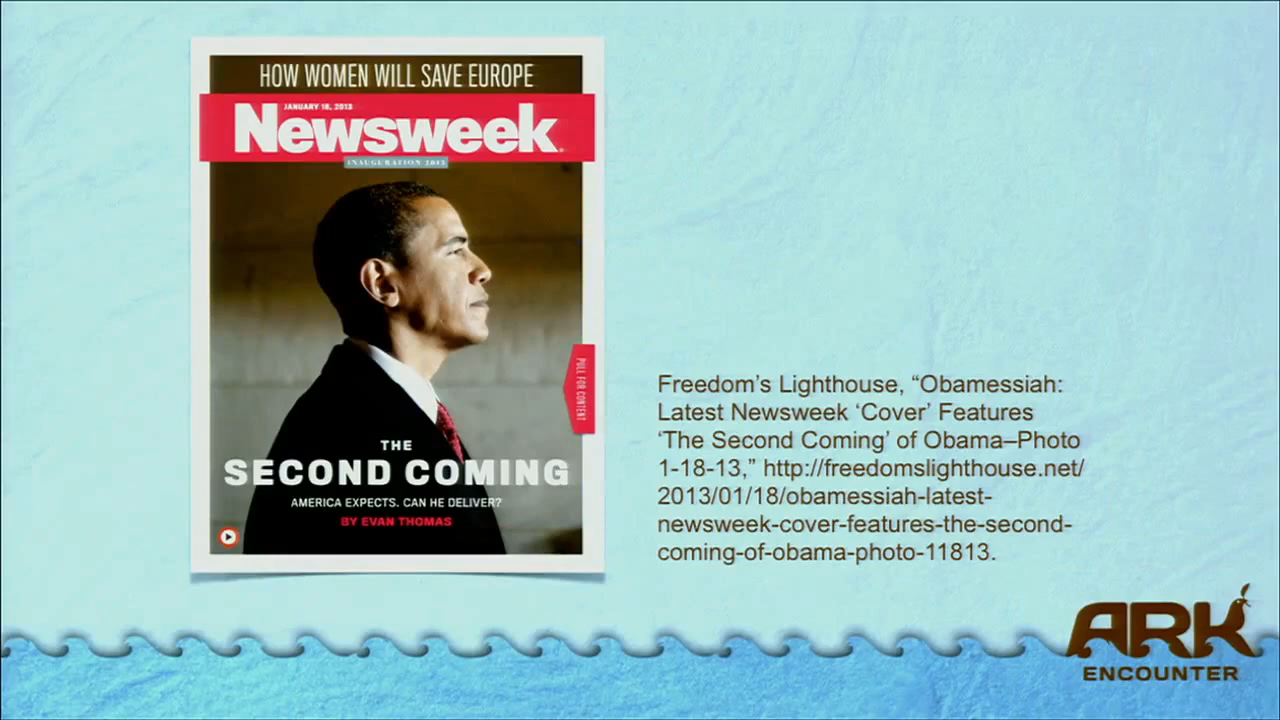 HOW WOMEN WILL SAVE EUROPE
JANUARY 18, 2013
Newsweek
INAUGURATION 2013
PULL FOR CONTENT
THE
SECOND COMING
AMERICA EXPECTS. CAN HE DELIVER?
BY EVAN THOMAS
Freedom’s Lighthouse, “Obamessiah:
Latest Newsweek ‘Cover’ Features
‘The Second Coming’ of Obama–Photo
1-18-13,” http://freedomslighthouse.net/
2013/01/18/obamessiah-latest-
newsweek-cover-features-the-second-
coming-of-obama-photo-11813.
ARK
ENCOUNTER